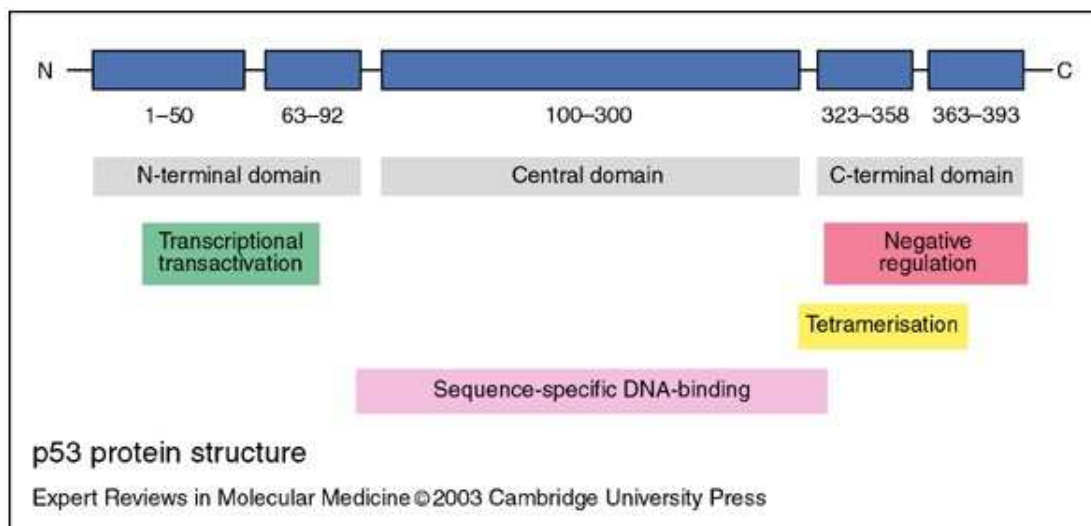 N
C
1–50
63–92
100–300
323–358
363–393
N-terminal domain
Central domain
C-terminal domain
Transcriptional
transactivation
Negative
regulation
Tetramerisation
Sequence-specific DNA-binding
p53 protein structure
Expert Reviews in Molecular Medicine © 2003 Cambridge University Press